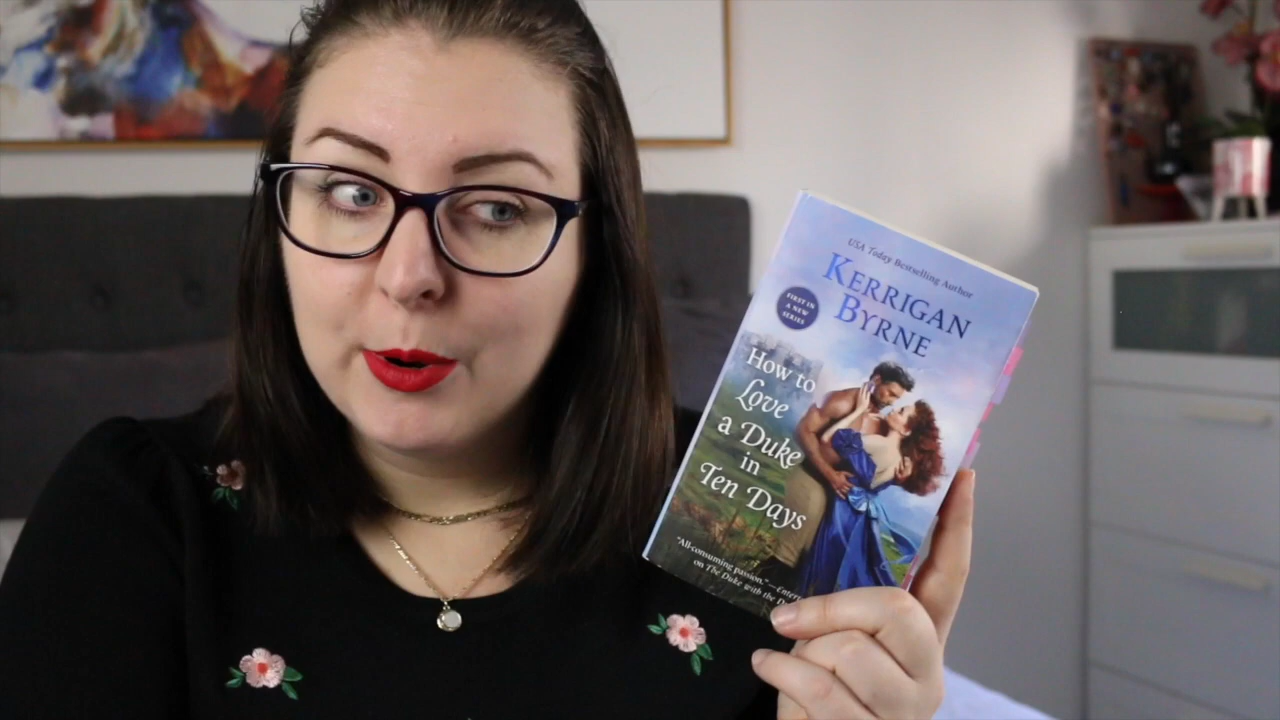 USA Today Bestselling Author
KERRIGAN
BYRNE
FIRST IN
A NEW
SERIES
How to
Love
a Duke
in
Ten Days
"All-consuming passion." —Entert
on The Duke with the D